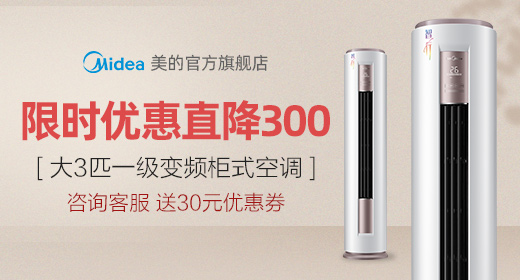 Midea 美的官方旗舰店
限时优惠直降300
[ 大3匹一级变频柜式空调 ]
咨询客服 送30元优惠券
26